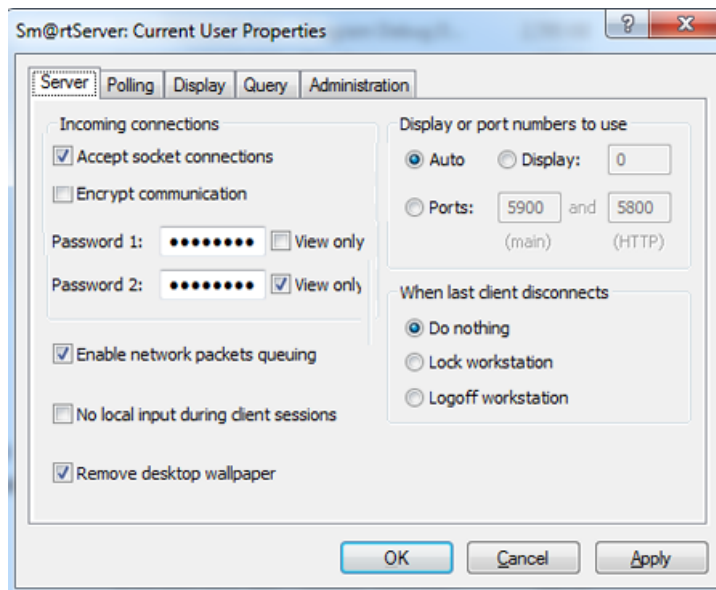 Sm@rtServer: Current User Properties
Server Polling Display Query Administration
Incoming connections
Accept socket connections
Encrypt communication
Password 1: ●●●●●●●● View only
Password 2: ●●●●●●●● View only
Enable network packets queuing
No local input during client sessions
Remove desktop wallpaper
Display or port numbers to use
Auto Display: 0
Ports: 5900 and 5800
(main) (HTTP)
When last client disconnects
Do nothing
Lock workstation
Logoff workstation
OK Cancel Apply